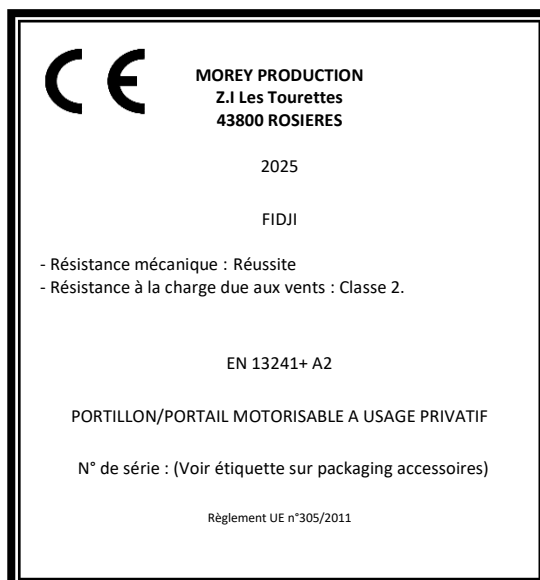 CE
MOREY PRODUCTION
Z.I Les Tourettes
43800 ROSIERES
2025
FIDJI
- Résistance mécanique : Réussite
- Résistance à la charge due aux vents : Classe 2.
EN 13241+ A2
PORTILLON/PORTAIL MOTORISABLE A USAGE PRIVATIF
N° de série : (Voir étiquette sur packaging accessoires)
Règlement UE n°305/2011